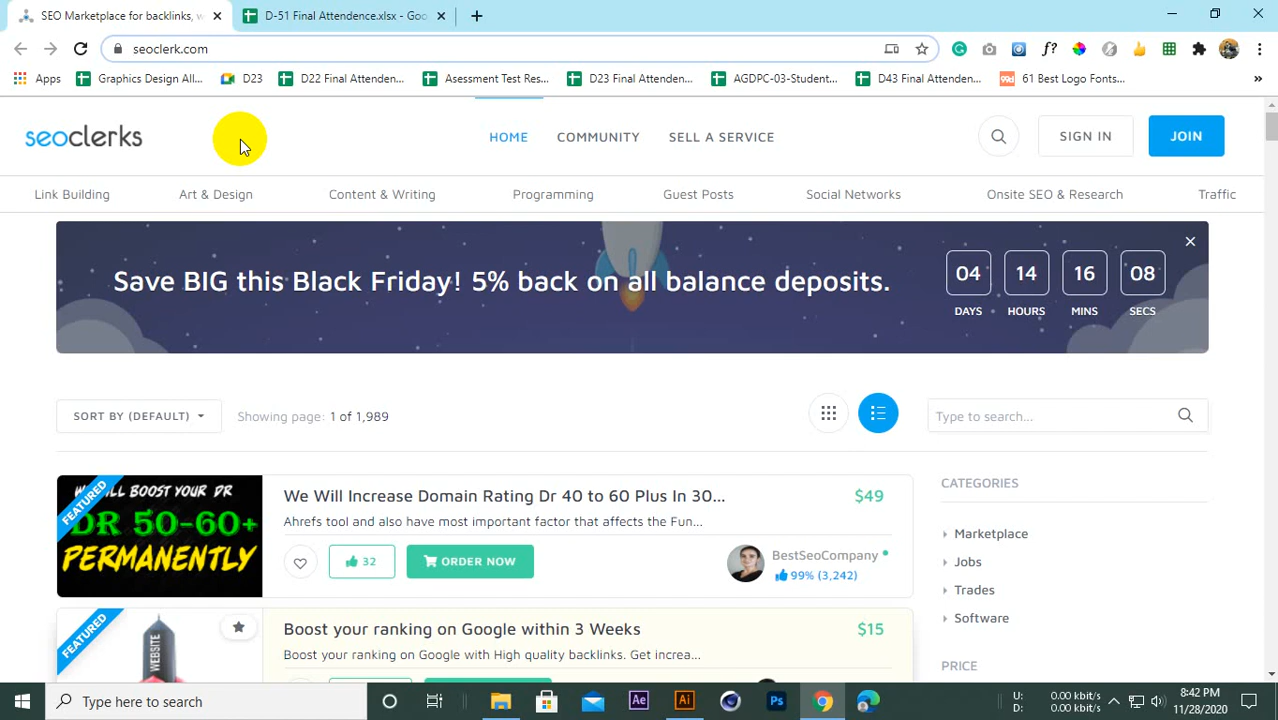 SEO Marketplace for backlinks, w
D-51 Final Attendence.xlsx - Goo
seoclerk.com
Apps
Graphics Design All...
D23
D22 Final Attenden...
Asessment Test Res...
D23 Final Attenden...
AGDPC-03-Student...
D43 Final Attenden...
61 Best Logo Fonts...
seoclerks
HOME
COMMUNITY
SELL A SERVICE
SIGN IN
JOIN
Link Building
Art & Design
Content & Writing
Programming
Guest Posts
Social Networks
Onsite SEO & Research
Traffic
Save BIG this Black Friday! 5% back on all balance deposits.
04
14
16
08
DAYS
HOURS
MINS
SECS
SORT BY (DEFAULT)
Showing page: 1 of 1,989
Type to search...
FEATURED
WE WILL BOOST YOUR DR
DR 50-60+
PERMANENTLY
We Will Increase Domain Rating Dr 40 to 60 Plus In 30...
$49
Ahrefs tool and also have most important factor that affects the Fun...
32
ORDER NOW
BestSeoCompany
99% (3,242)
CATEGORIES
Marketplace
Jobs
Trades
Software
PRICE
FEATURED
WEBSITE
Boost your ranking on Google within 3 Weeks
$15
Boost your ranking on Google with High quality backlinks. Get increa...
Type here to search
Ae
Ai
Ps
U: 0.00 kbit/s
D: 0.00 kbit/s
8:42 PM
11/28/2020